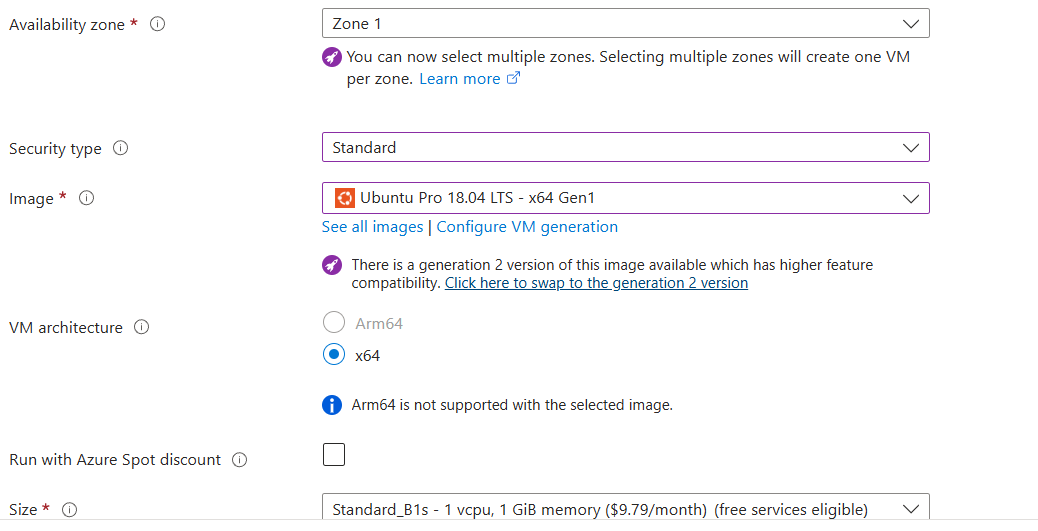 Availability zone *
Zone 1
You can now select multiple zones. Selecting multiple zones will create one VM
per zone. Learn more
Security type
Standard
Image *
Ubuntu Pro 18.04 LTS - x64 Gen1
See all images | Configure VM generation
There is a generation 2 version of this image available which has higher feature
compatibility. Click here to swap to the generation 2 version
VM architecture
Arm64
x64
Arm64 is not supported with the selected image.
Run with Azure Spot discount
Size *
Standard_B1s - 1 vcpu, 1 GiB memory ($9.79/month) (free services eligible)